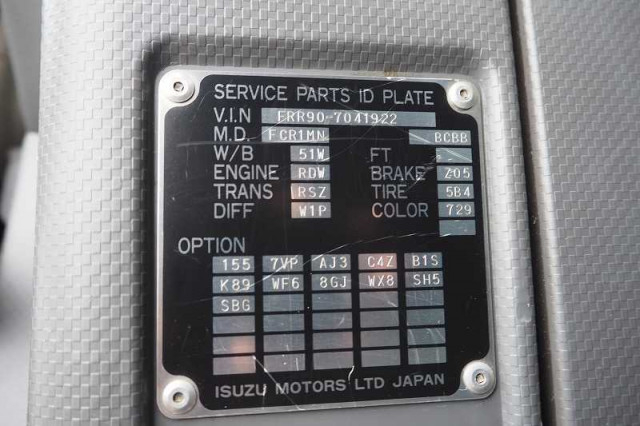 SERVICE PARTS ID PLATE
V.I.N FRR90-7041922
M.D. FCR1MN BCBB
W/B 51W FT -
ENGINE RDW BRAKE Z05
TRANS RSZ TIRE 5B4
DIFF W1P COLOR 729
OPTION
155 7VP AJ3 C4Z B1S
K89 WF6 8GJ WX8 SH5
SBG
ISUZU MOTORS LTD JAPAN